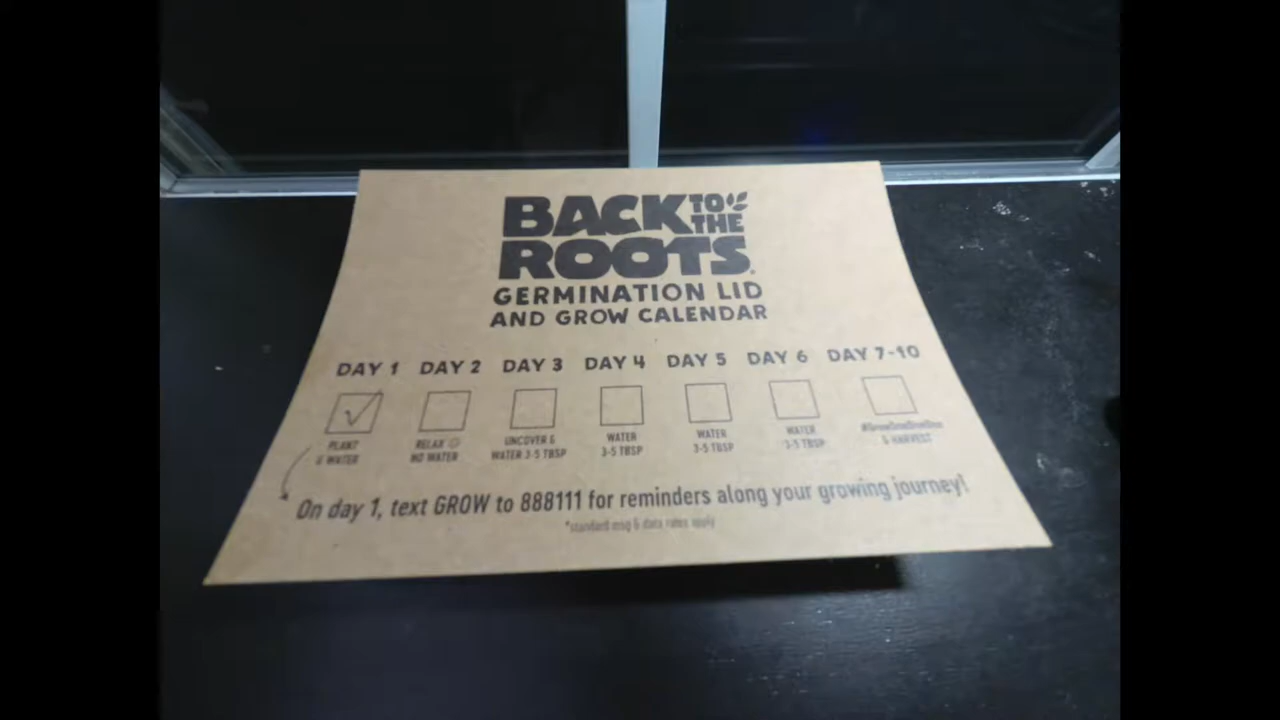 BACK TO THE ROOTS®
GERMINATION LID
AND GROW CALENDAR
DAY 1 DAY 2 DAY 3 DAY 4 DAY 5 DAY 6 DAY 7-10
PLANT RELAX ☺ UNCOVER & WATER WATER WATER #GrowOneGiveOne
& WATER NO WATER WATER 3-5 TBSP 3-5 TBSP 3-5 TBSP 3-5 TBSP & HARVEST
On day 1, text GROW to 888111 for reminders along your growing journey!
*standard msg & data rates apply